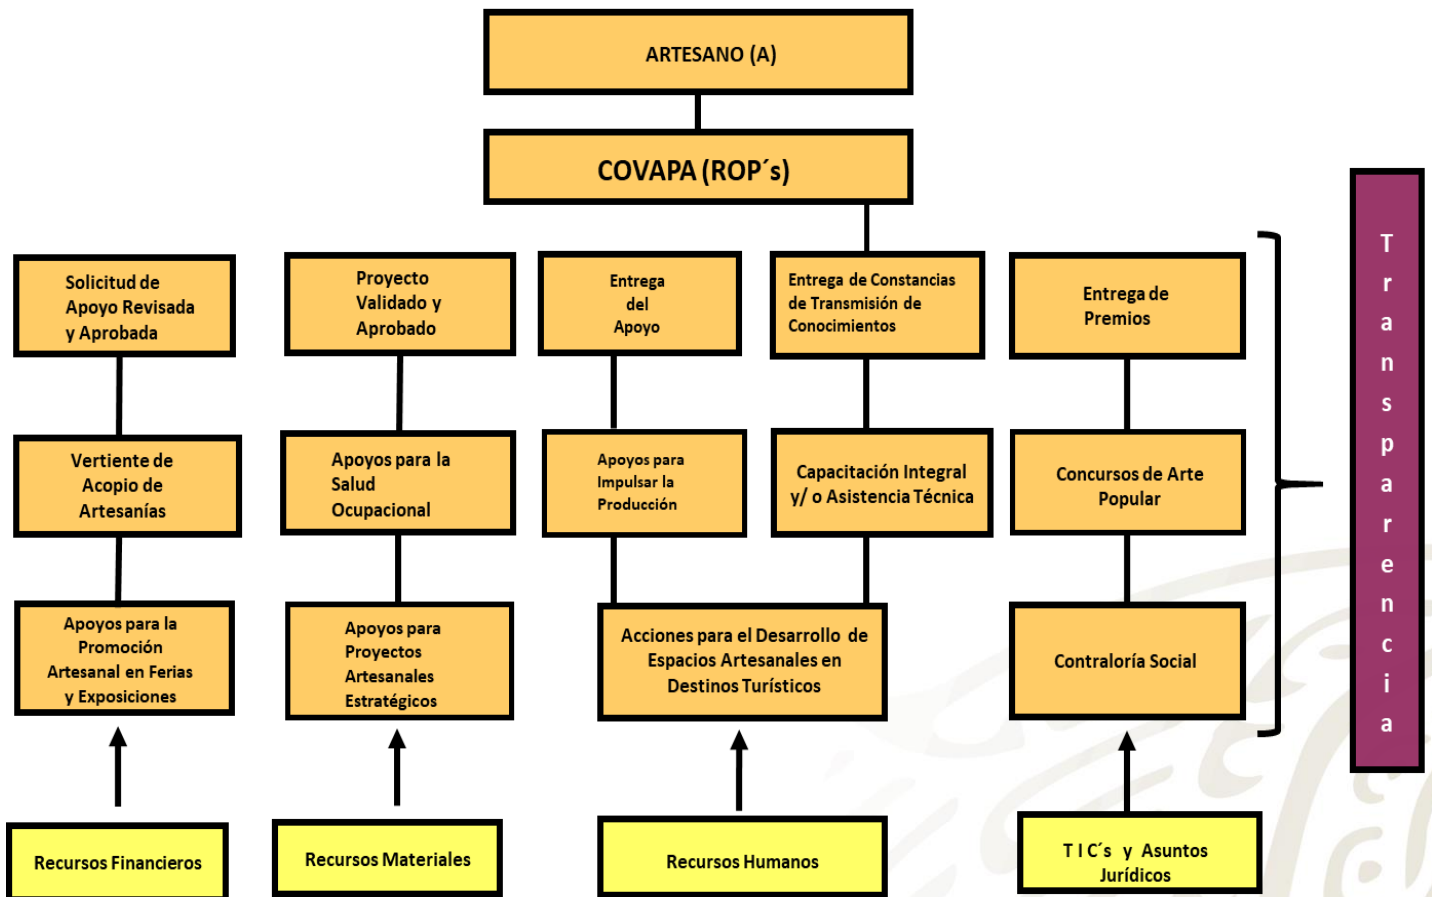 ARTESANO (A)
COVAPA (ROP´s)
Solicitud de
Apoyo Revisada
y Aprobada
Proyecto
Validado y
Aprobado
Entrega
del
Apoyo
Entrega de Constancias
de Transmisión de
Conocimientos
Entrega de
Premios
Vertiente de
Acopio de
Artesanías
Apoyos para la
Salud
Ocupacional
Apoyos para
Impulsar la
Producción
Capacitación Integral
y/ o Asistencia Técnica
Concursos de Arte
Popular
Apoyos para la
Promoción
Artesanal en Ferias
y Exposiciones
Apoyos para
Proyectos
Artesanales
Estratégicos
Acciones para el Desarrollo de
Espacios Artesanales en
Destinos Turísticos
Contraloría Social
Recursos Financieros
Recursos Materiales
Recursos Humanos
T I C´s y Asuntos
Jurídicos
Transparencia